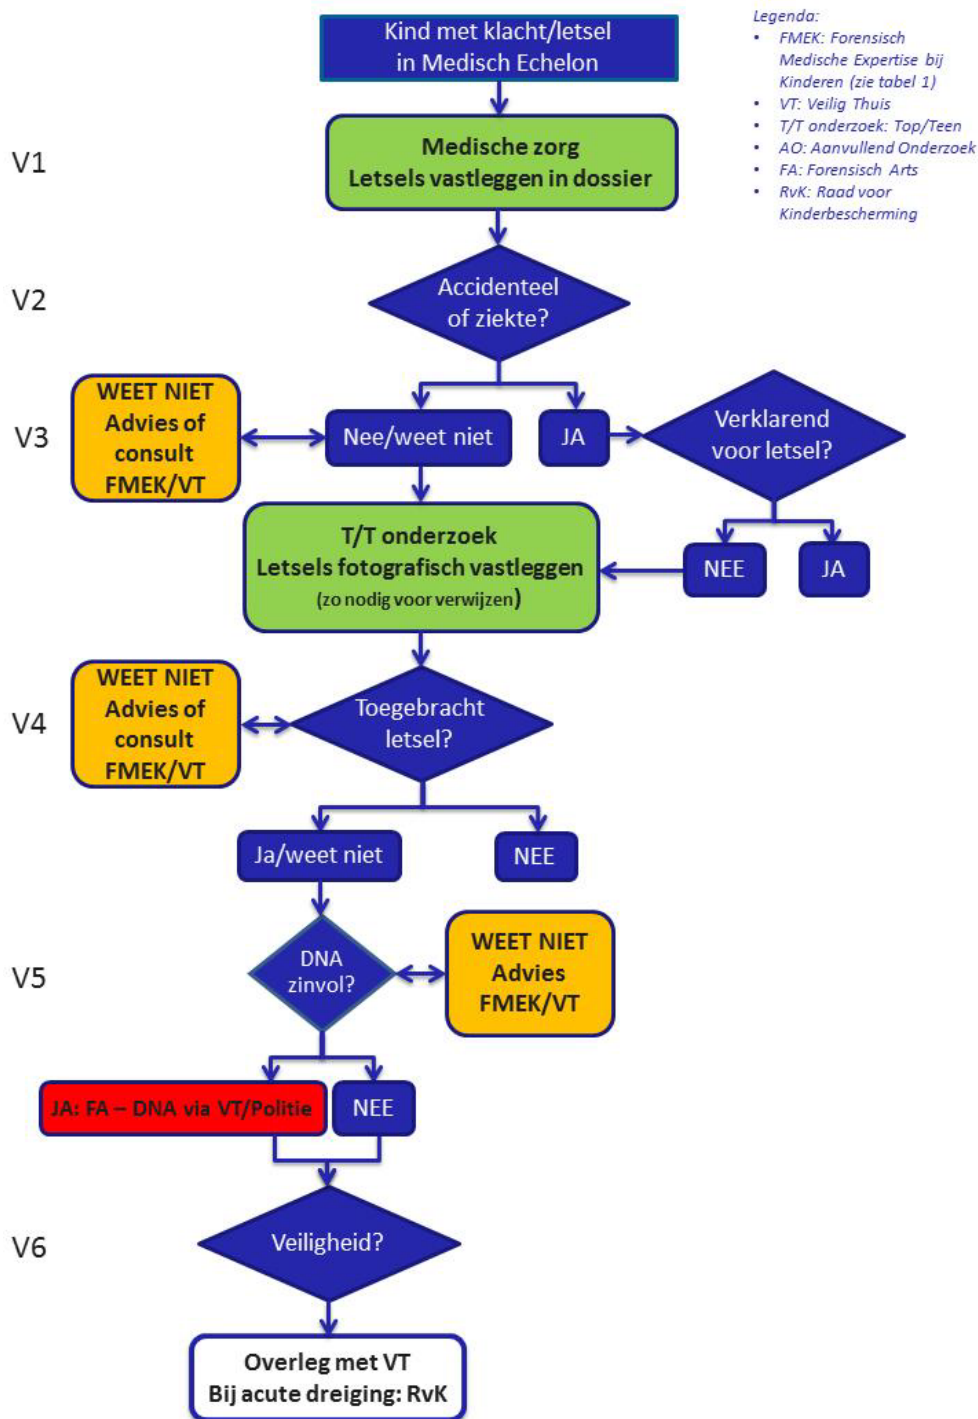 Kind met klacht/letsel
in Medisch Echelon
Legenda:
• FMEK: Forensisch
Medische Expertise bij
Kinderen (zie tabel 1)
• VT: Veilig Thuis
• T/T onderzoek: Top/Teen
• AO: Aanvullend Onderzoek
• FA: Forensisch Arts
• RvK: Raad voor
Kinderbescherming
V1
Medische zorg
Letsels vastleggen in dossier
V2
Accidenteel
of ziekte?
V3
WEET NIET
Advies of
consult
FMEK/VT
Nee/weet niet
JA
Verklarend
voor letsel?
T/T onderzoek
Letsels fotografisch vastleggen
(zo nodig voor verwijzen)
NEE
JA
V4
WEET NIET
Advies of
consult
FMEK/VT
Toegebracht
letsel?
Ja/weet niet
NEE
V5
DNA
zinvol?
WEET NIET
Advies
FMEK/VT
JA: FA – DNA via VT/Politie
NEE
V6
Veiligheid?
Overleg met VT
Bij acute dreiging: RvK